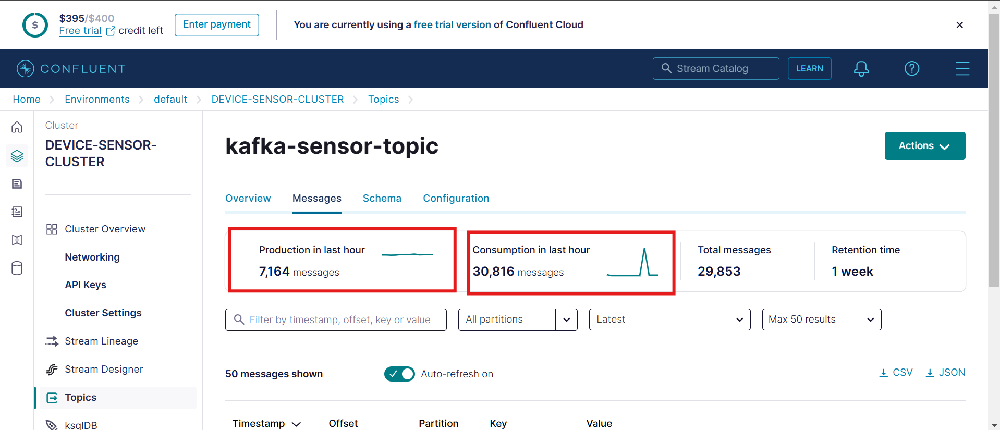 $395/$400
Free trial credit left
Enter payment
You are currently using a free trial version of Confluent Cloud
CONFLUENT
Stream Catalog
LEARN
Home
Environments
default
DEVICE-SENSOR-CLUSTER
Topics
Cluster
DEVICE-SENSOR-
CLUSTER
Cluster Overview
Networking
API Keys
Cluster Settings
Stream Lineage
Stream Designer
Topics
ksqlDB
kafka-sensor-topic
Actions
Overview
Messages
Schema
Configuration
Production in last hour
7,164 messages
Consumption in last hour
30,816 messages
Total messages
29,853
Retention time
1 week
Filter by timestamp, offset, key or value
All partitions
Latest
Max 50 results
50 messages shown
Auto-refresh on
CSV
JSON
Timestamp
Offset
Partition
Key
Value